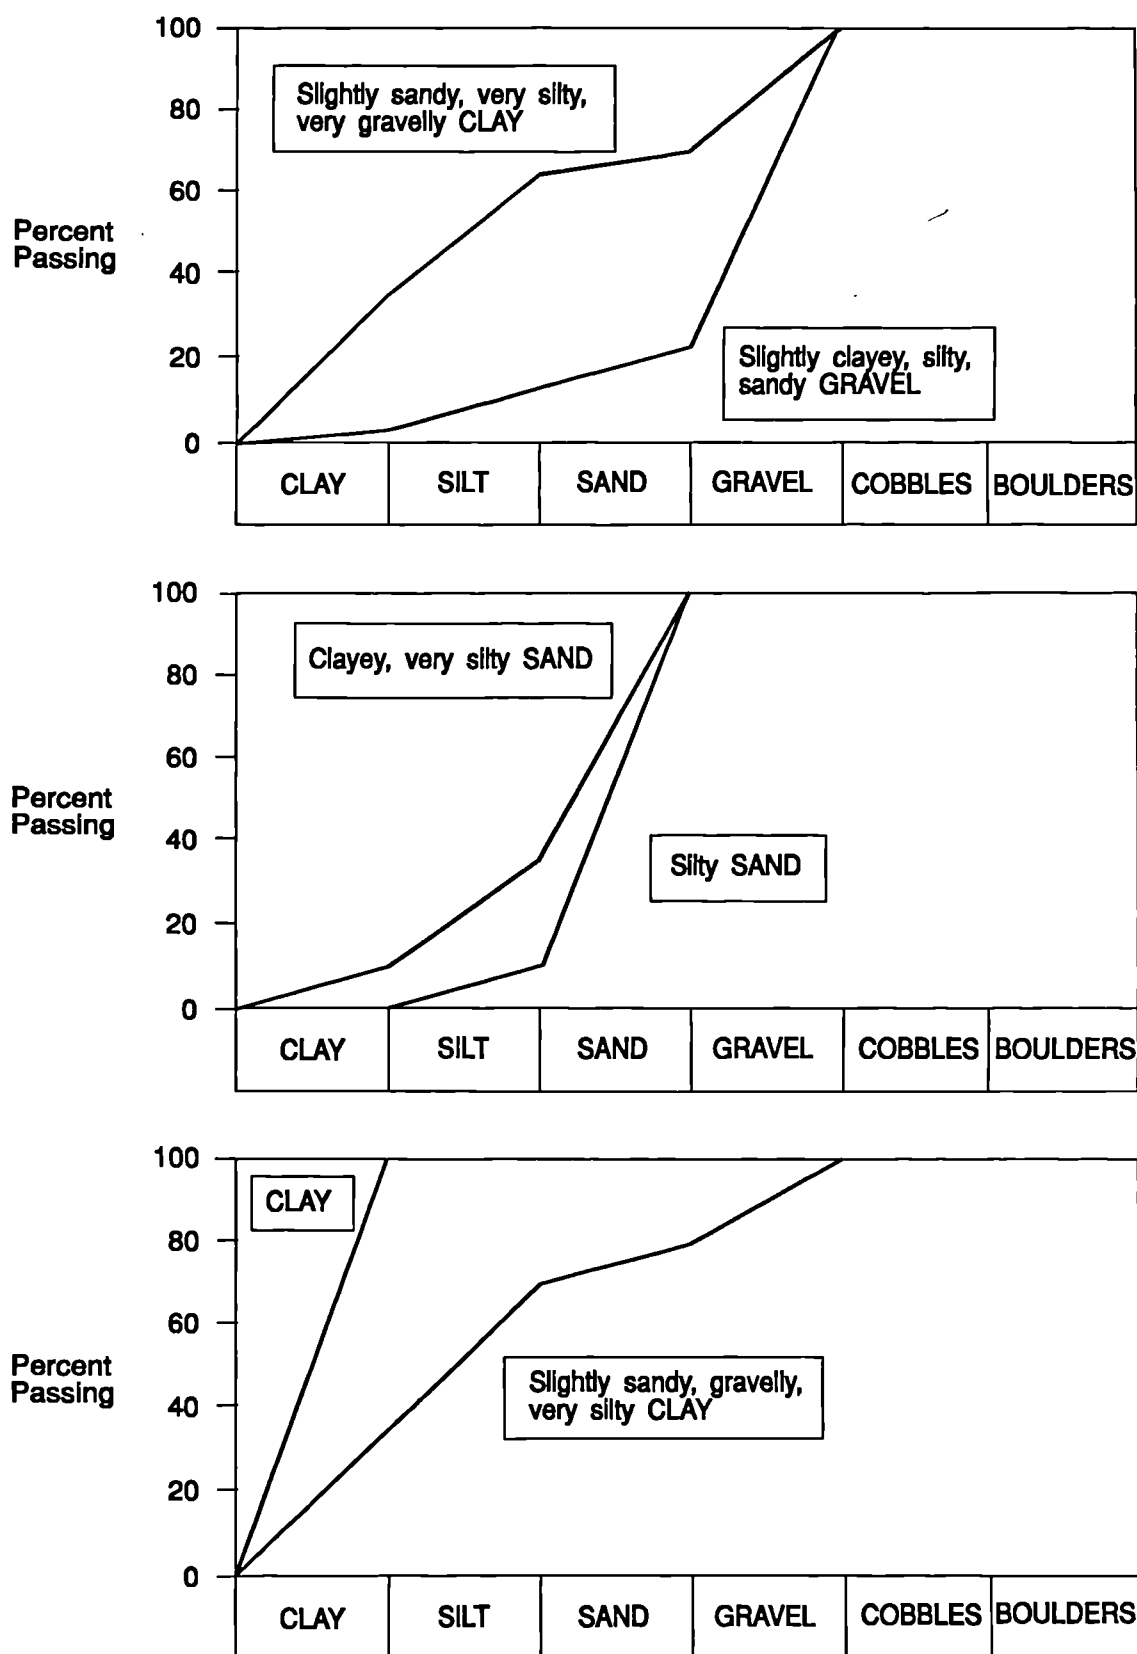 100
Slightly sandy, very silty,
very gravelly CLAY
80
60
Percent
Passing
40
20
Slightly clayey, silty,
sandy GRAVEL
0
CLAY SILT SAND GRAVEL COBBLES BOULDERS
100
Clayey, very silty SAND
80
60
Percent
Passing
40
Silty SAND
20
0
CLAY SILT SAND GRAVEL COBBLES BOULDERS
100
CLAY
80
60
Percent
Passing
Slightly sandy, gravelly,
very silty CLAY
40
20
0
CLAY SILT SAND GRAVEL COBBLES BOULDERS